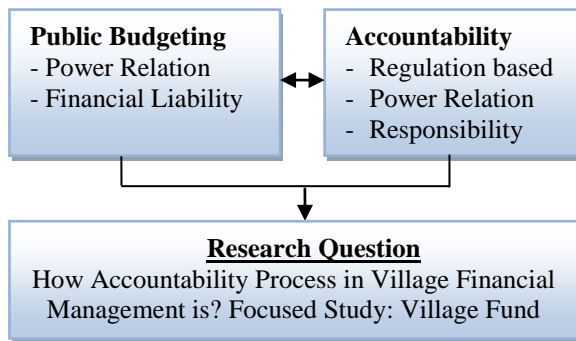 Public Budgeting
- Power Relation
- Financial Liability
Accountability
- Regulation based
- Power Relation
- Responsibility
Research Question
How Accountability Process in Village Financial
Management is? Focused Study: Village Fund